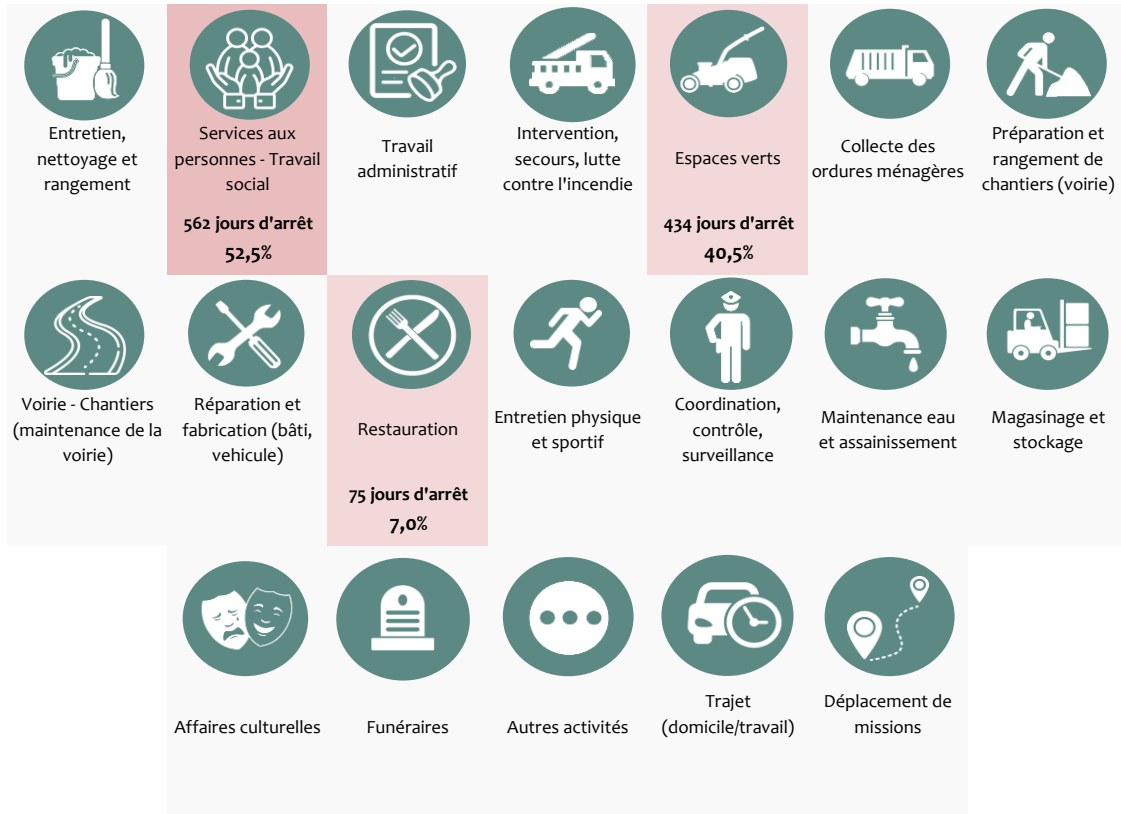 Entretien,
nettoyage et
rangement
Services aux
personnes - Travail
social
562 jours d'arrêt
52,5%
Travail
administratif
Intervention,
secours, lutte
contre l'incendie
Espaces verts
434 jours d'arrêt
40,5%
Collecte des
ordures ménagères
Préparation et
rangement de
chantiers (voirie)
Voirie - Chantiers
(maintenance de la
voirie)
Réparation et
fabrication (bâti,
vehicule)
Restauration
75 jours d'arrêt
7,0%
Entretien physique
et sportif
Coordination,
contrôle,
surveillance
Maintenance eau
et assainissement
Magasinage et
stockage
Affaires culturelles
Funéraires
Autres activités
Trajet
(domicile/travail)
Déplacement de
missions